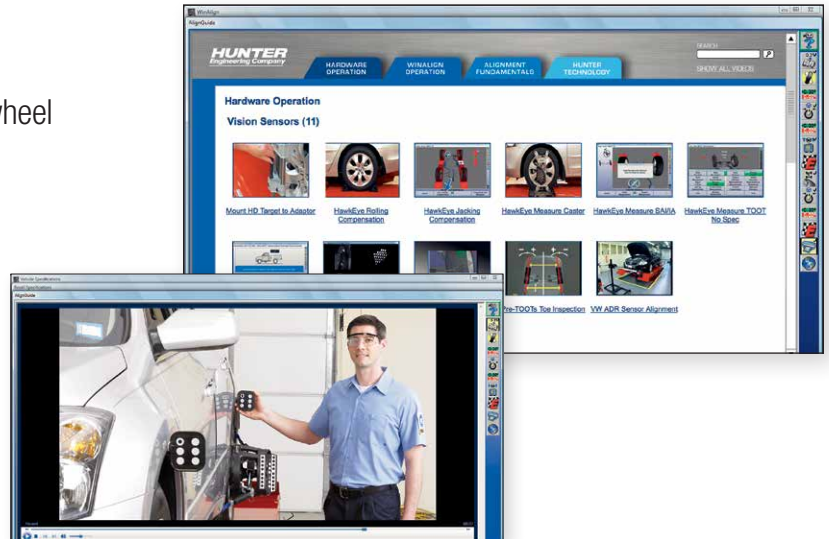 wheel
WinAlign
AlignGuide
HUNTER
Engineering Company
HARDWARE
OPERATION
WINALIGN
OPERATION
ALIGNMENT
FUNDAMENTALS
HUNTER
TECHNOLOGY
SEARCH
SHOW ALL VIDEOS
Hardware Operation
Vision Sensors (11)
Mount HD Target to Adaptor
HawkEye Rolling
Compensation
HawkEye Jacking
Compensation
HawkEye Measure Caster
HawkEye Measure SAI/IA
HawkEye Measure TOOT
No Spec
Pre-TOOTs Toe Inspection
VW ADR Sensor Alignment
Vehicle Specifications
Reset Specifications
AlignGuide